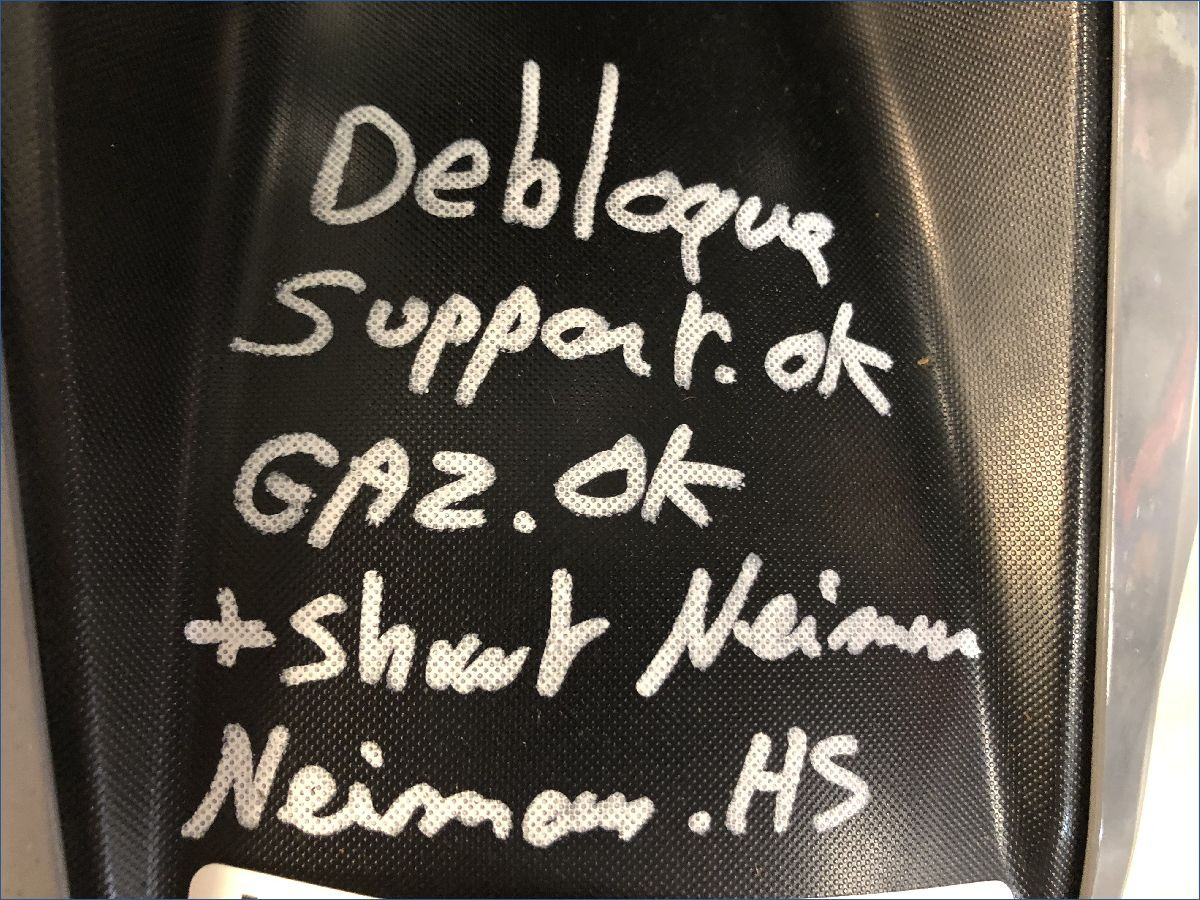 Debloque
Support.ok
GAZ.OK
+ shunt Neiman
Neiman.HS